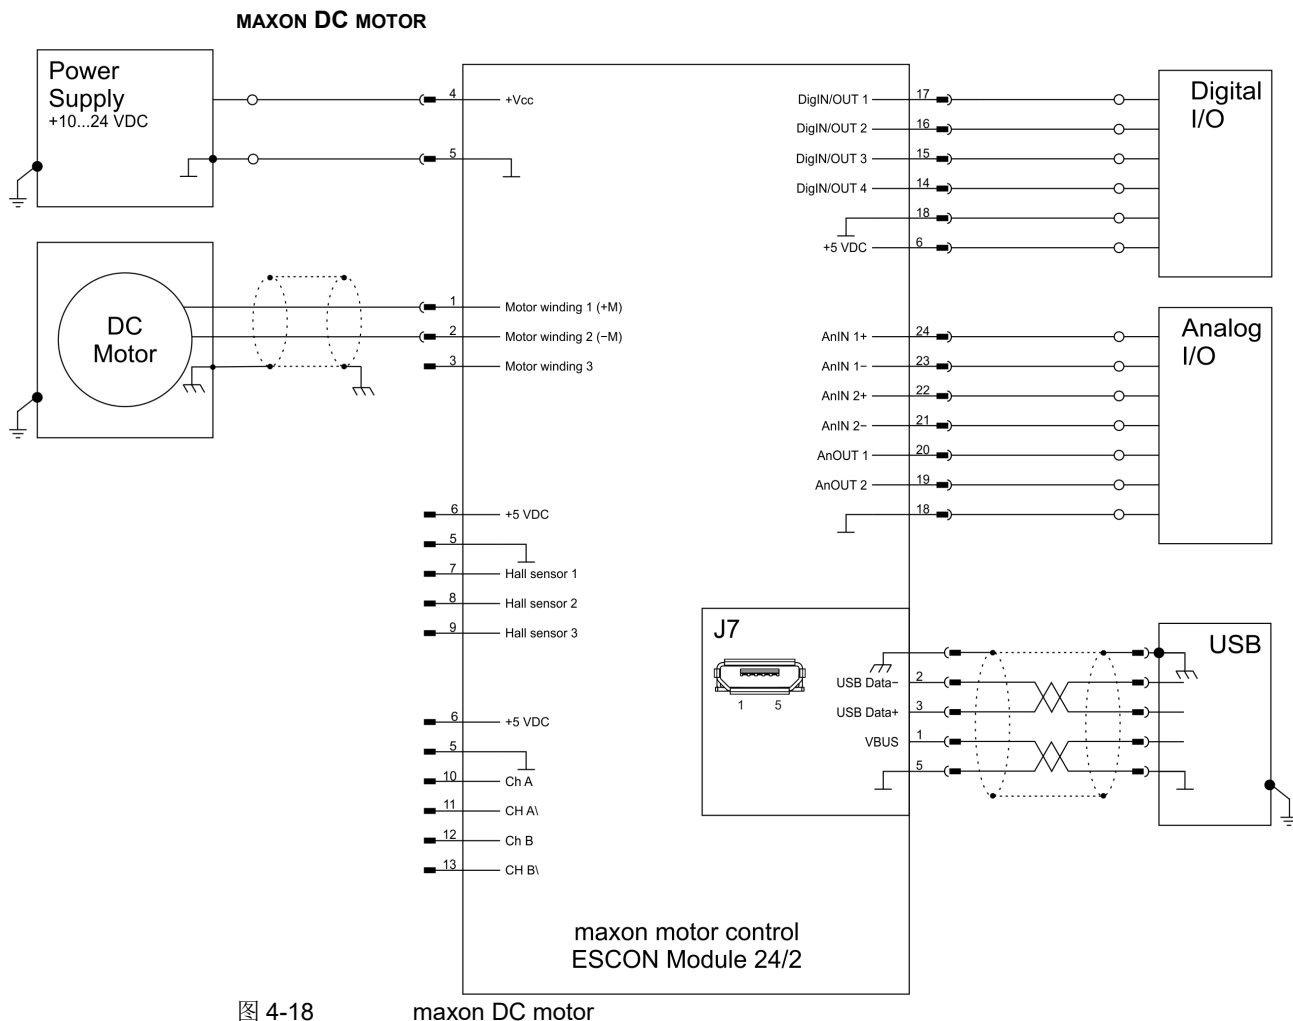 MAXON DC MOTOR
Power
Supply
+10...24 VDC
4 +Vcc
5
DC
Motor
1 Motor winding 1 (+M)
2 Motor winding 2 (−M)
3 Motor winding 3
6 +5 VDC
5
7 Hall sensor 1
8 Hall sensor 2
9 Hall sensor 3
6 +5 VDC
5
10 Ch A
11 CH A\
12 Ch B
13 CH B\
DigIN/OUT 1 17
DigIN/OUT 2 16
DigIN/OUT 3 15
DigIN/OUT 4 14
18
+5 VDC 6
Digital
I/O
AnIN 1+ 24
AnIN 1− 23
AnIN 2+ 22
AnIN 2− 21
AnOUT 1 20
AnOUT 2 19
18
Analog
I/O
J7
1 5
USB Data− 2
USB Data+ 3
VBUS 1
5
USB
maxon motor control
ESCON Module 24/2
图 4-18 maxon DC motor